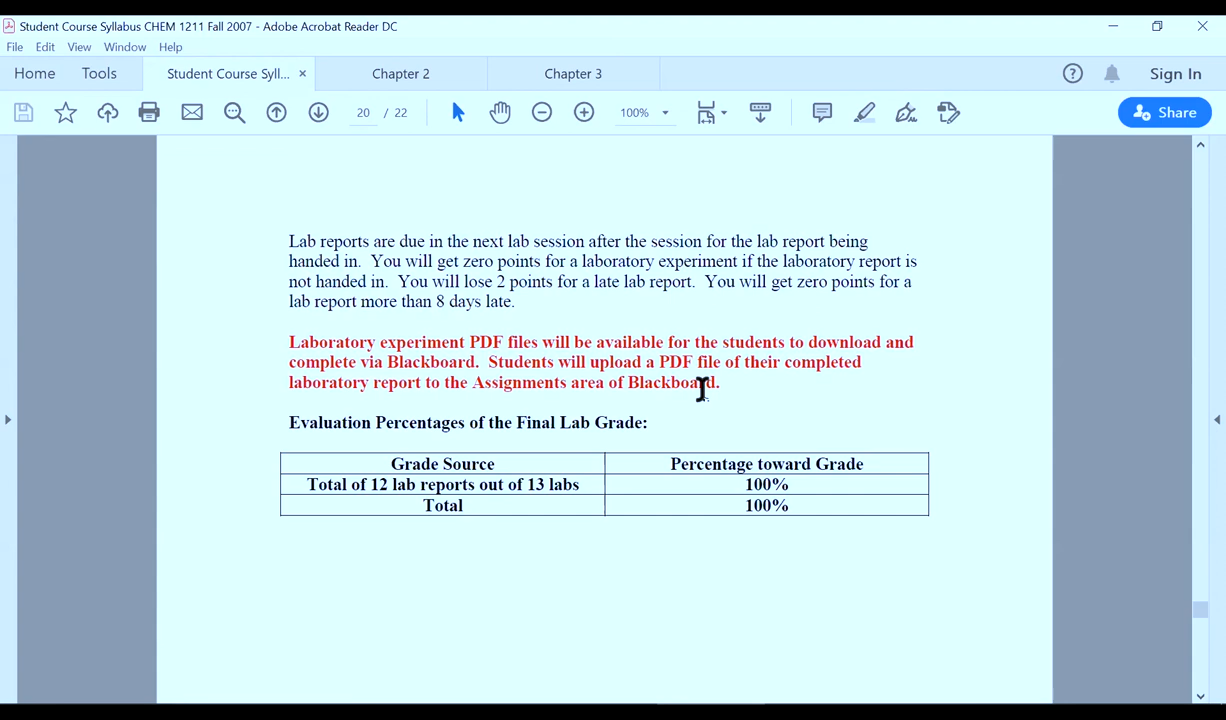 Student Course Syllabus CHEM 1211 Fall 2007 - Adobe Acrobat Reader DC
File Edit View Window Help
Home Tools Student Course Syll... × Chapter 2 Chapter 3 ? Sign In
20 / 22 100% Share
Lab reports are due in the next lab session after the session for the lab report being
handed in. You will get zero points for a laboratory experiment if the laboratory report is
not handed in. You will lose 2 points for a late lab report. You will get zero points for a
lab report more than 8 days late.
Laboratory experiment PDF files will be available for the students to download and
complete via Blackboard. Students will upload a PDF file of their completed
laboratory report to the Assignments area of Blackboard.
Evaluation Percentages of the Final Lab Grade:
Grade Source Percentage toward Grade
Total of 12 lab reports out of 13 labs 100%
Total 100%